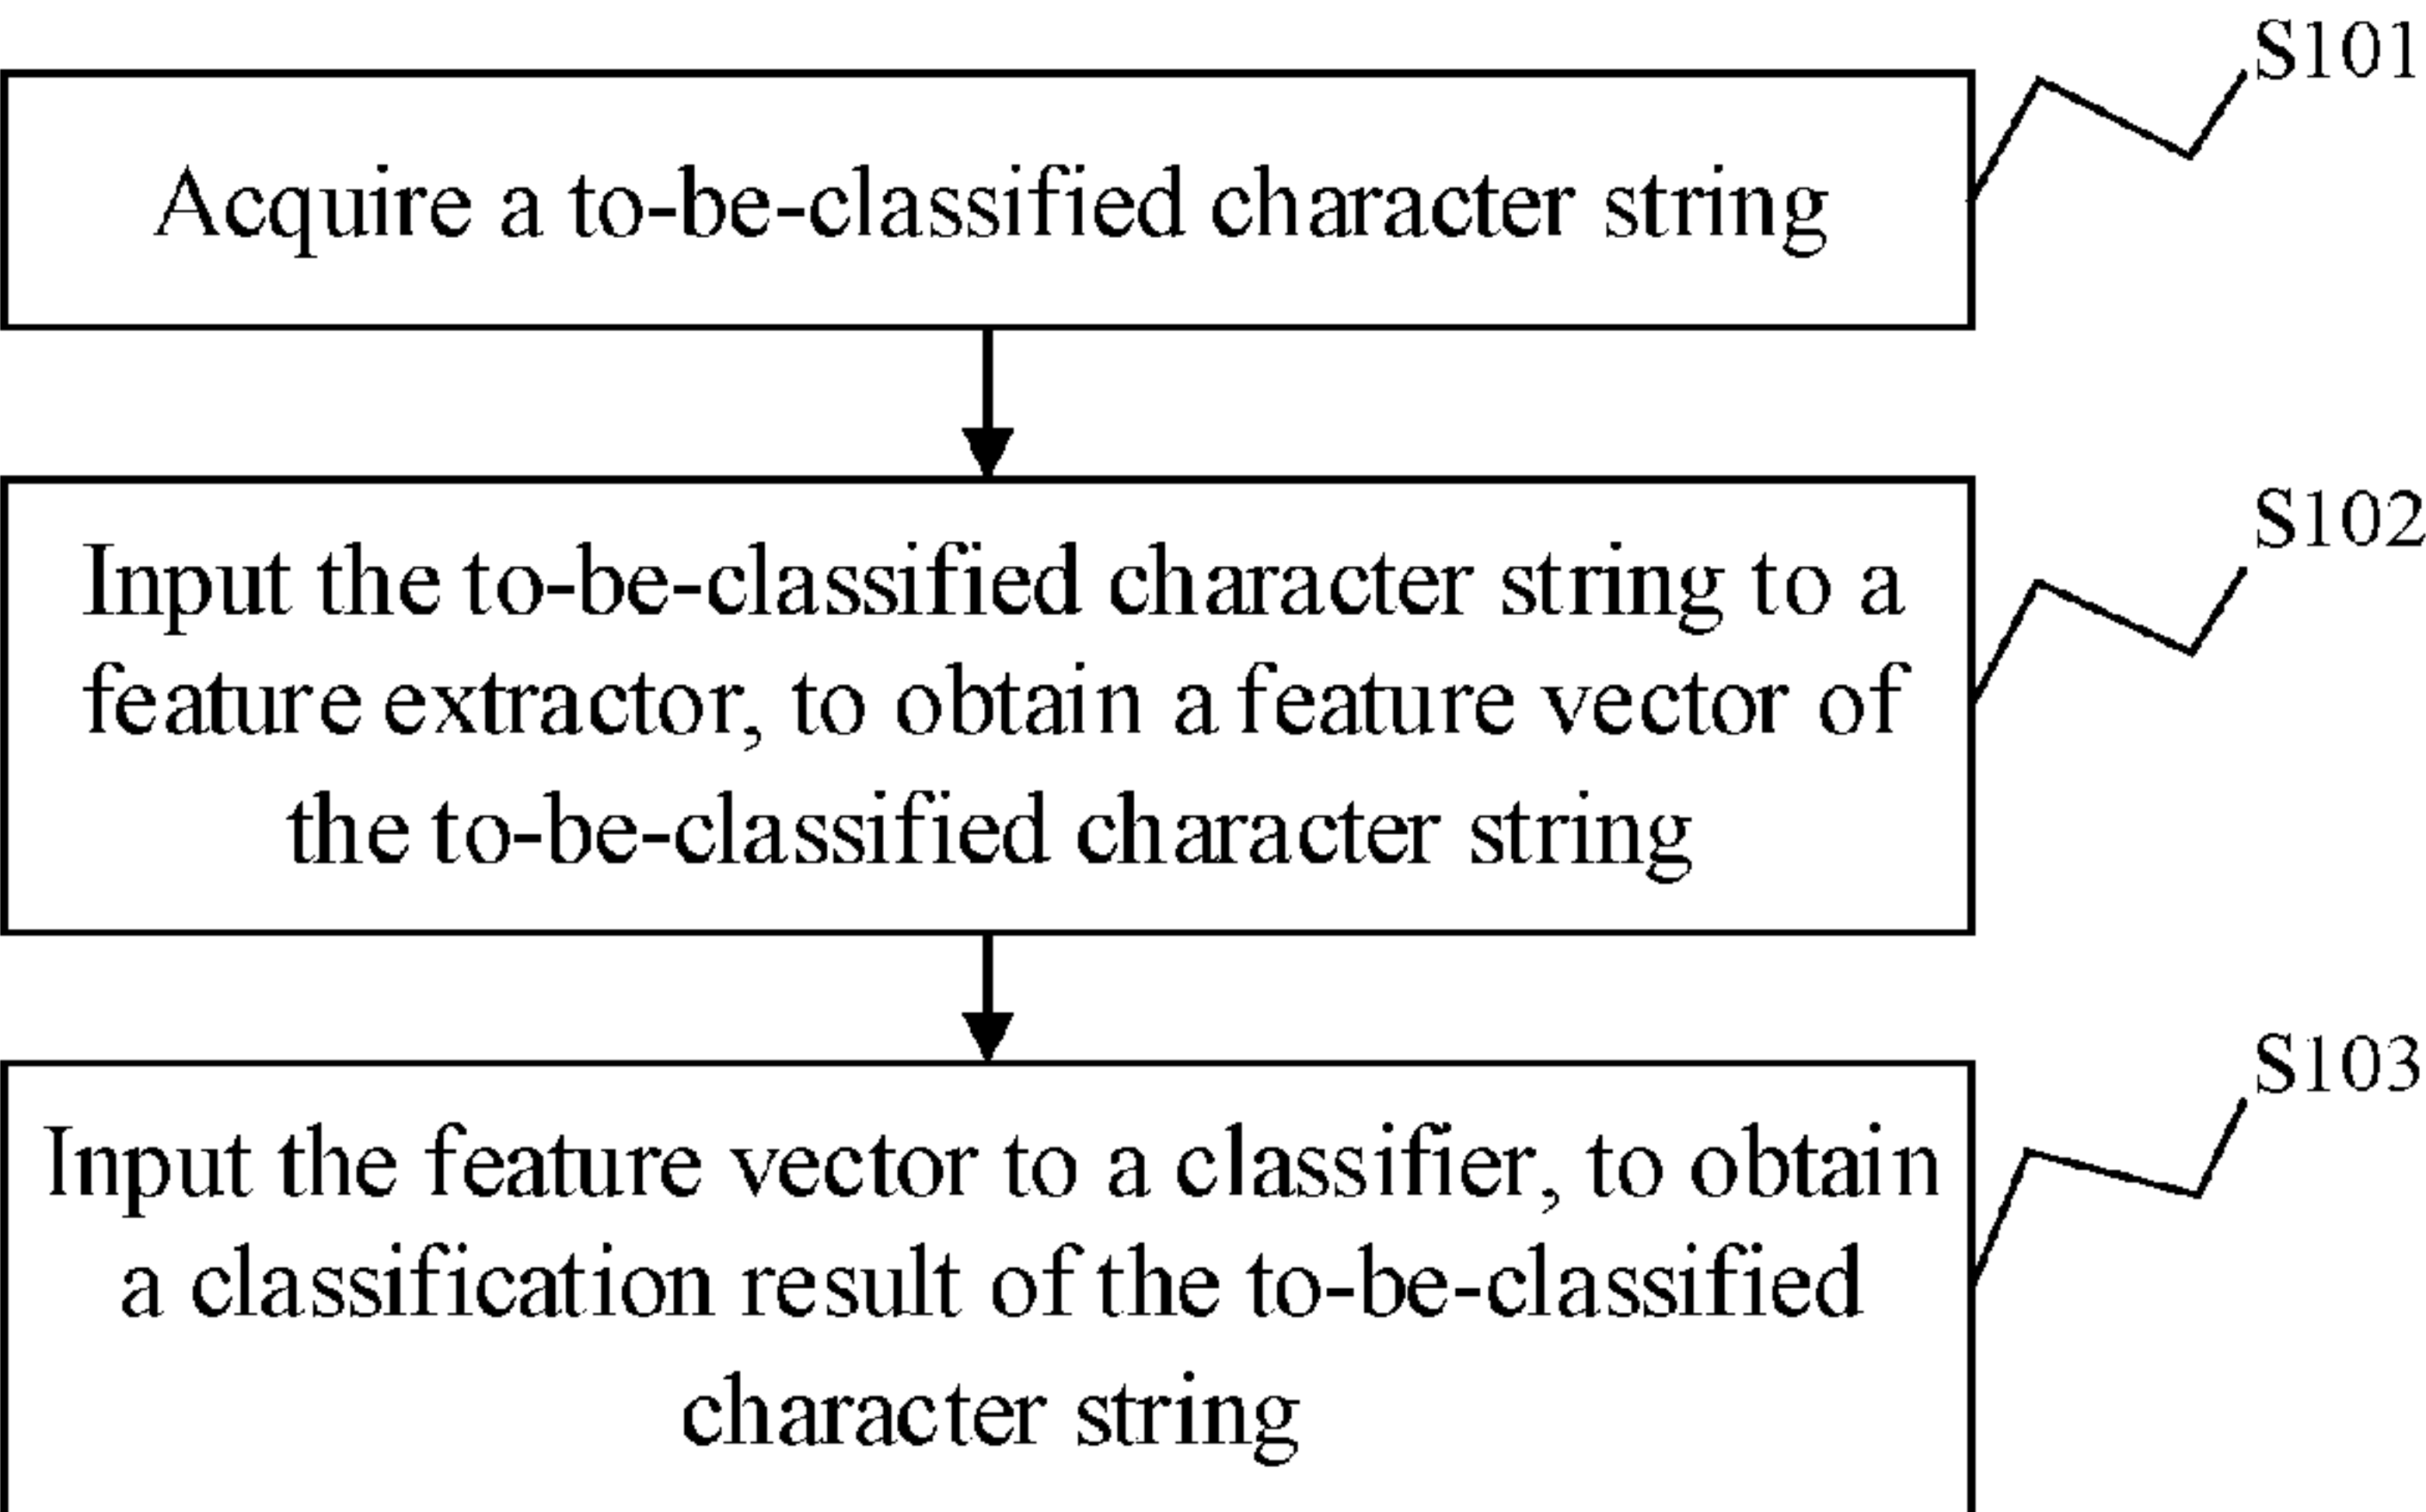 S101
Acquire a to-be-classified character string
S102
Input the to-be-classified character string to a
feature extractor, to obtain a feature vector of
the to-be-classified character string
S103
Input the feature vector to a classifier, to obtain
a classification result of the to-be-classified
character string